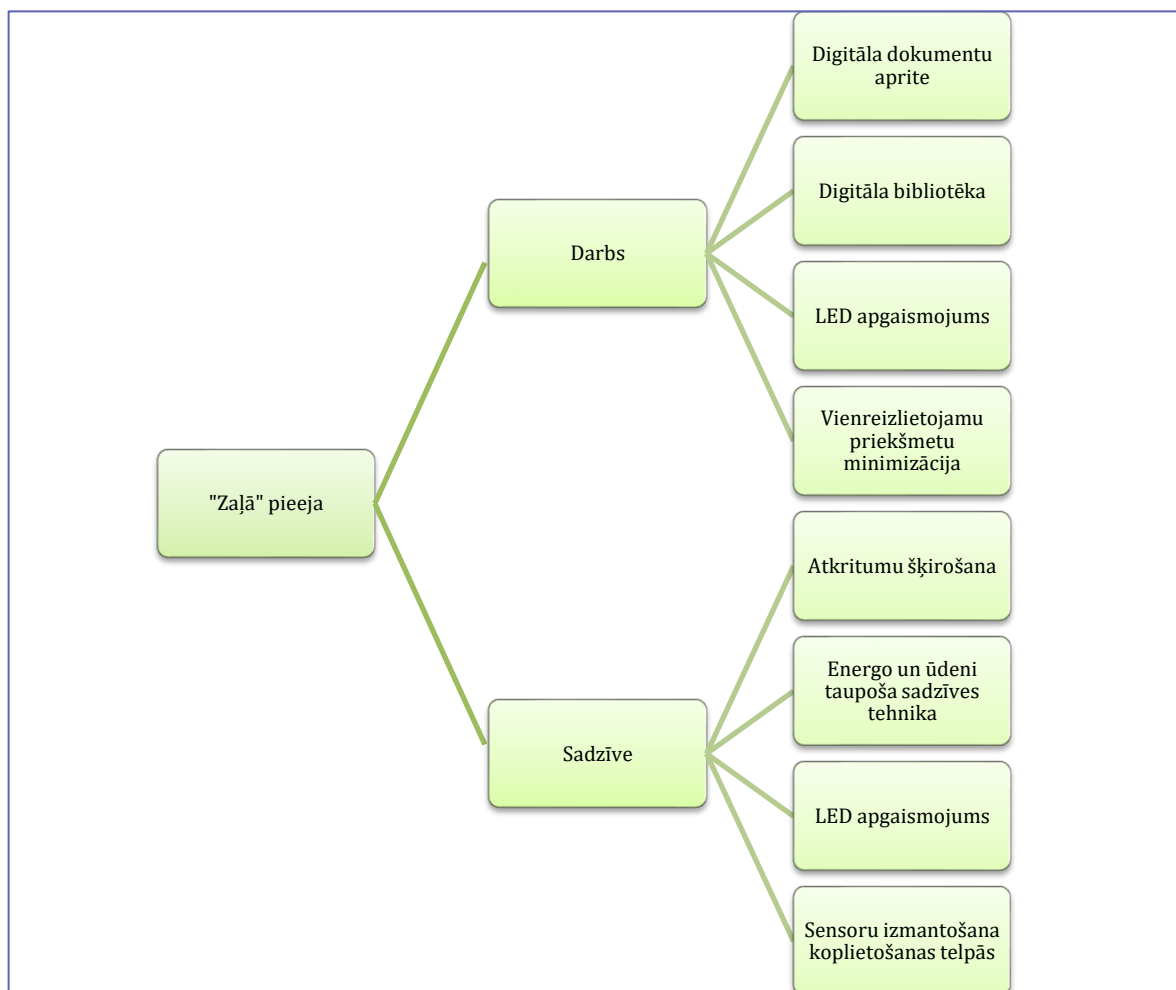 "Zaļā" pieeja
Darbs
Digitāla dokumentu
aprite
Digitāla bibliotēka
LED apgaismojums
Vienreizlietojamu
priekšmetu
minimizācija
Sadzīve
Atkritumu šķirošana
Energo un ūdeni
taupoša sadzīves
tehnika
LED apgaismojums
Sensoru izmantošana
koplietošanas telpās